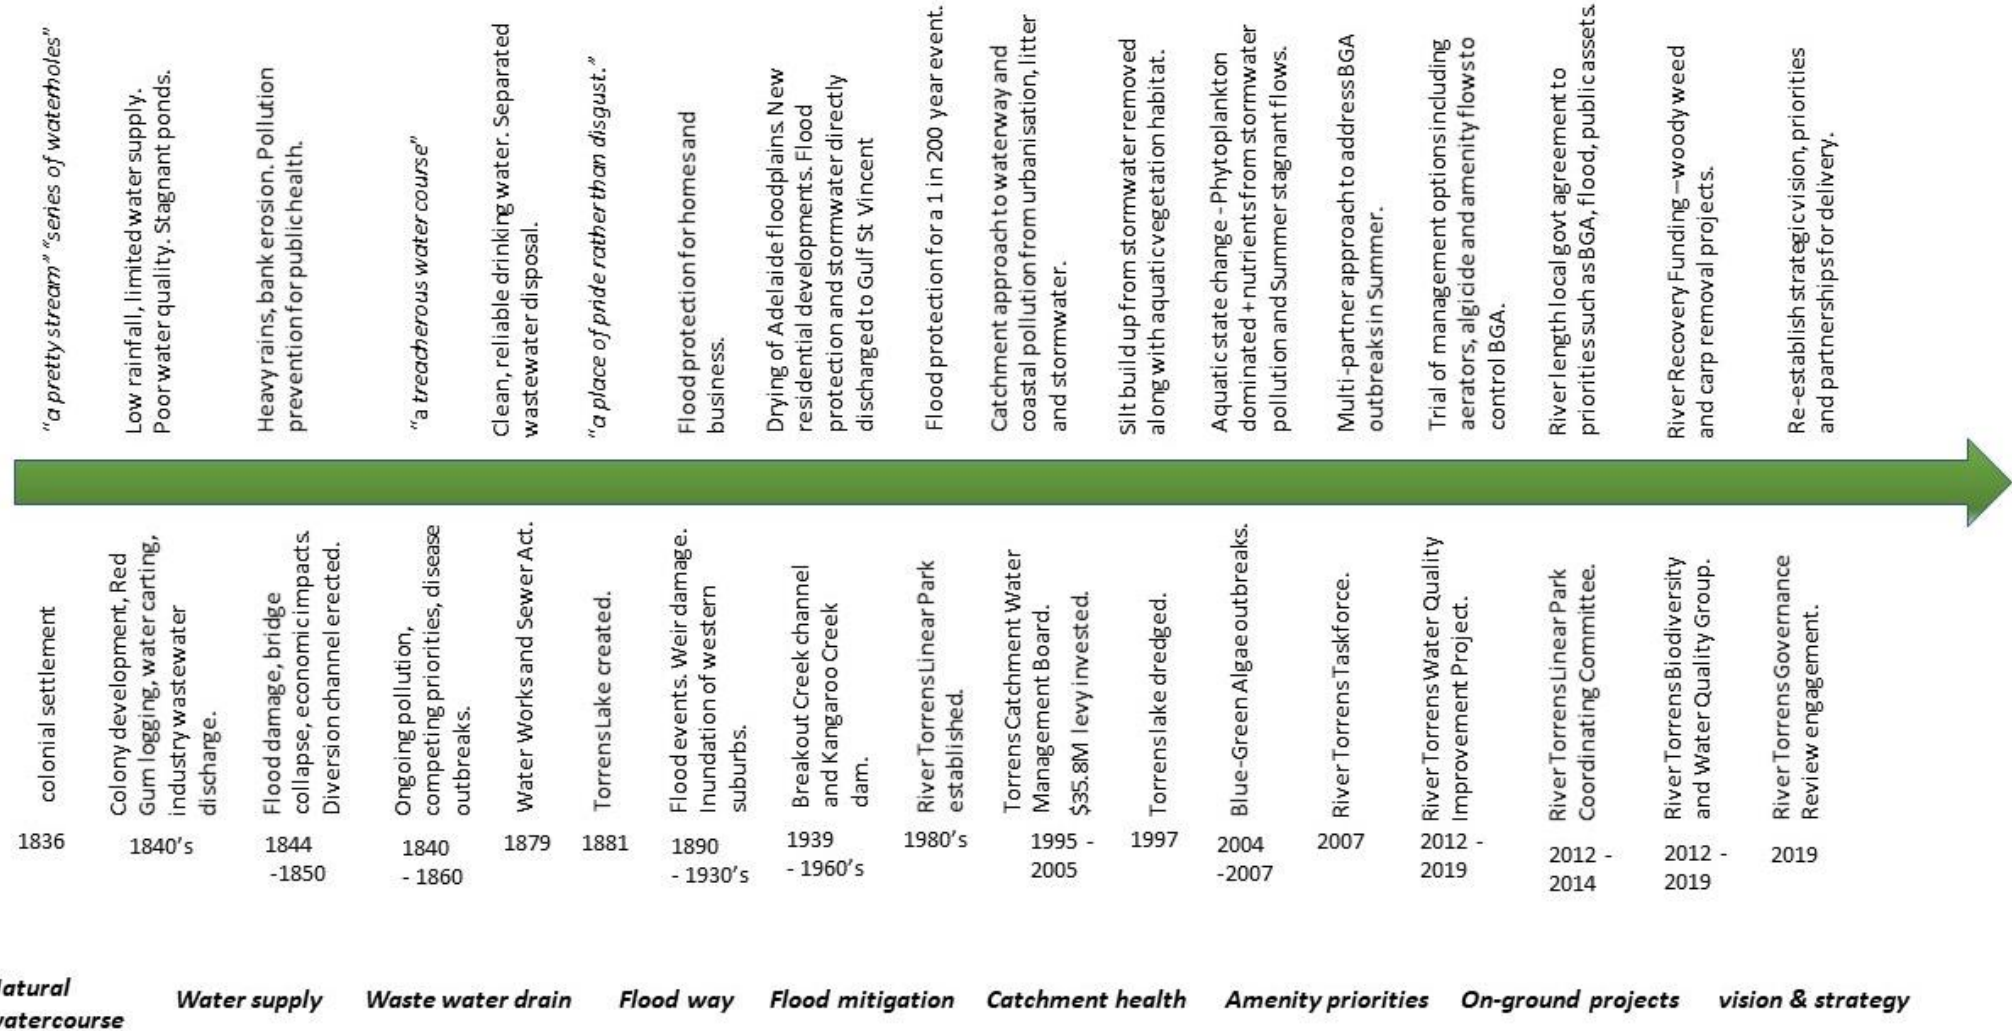 “a pretty stream” “series of waterholes”
Low rainfall, limited water supply.
Poor water quality. Stagnant ponds.
Heavy rains, bank erosion. Pollution
prevention for public health.
“a treacherous water course”
Clean, reliable drinking water. Separated
wastewater disposal.
“a place of pride rather than disgust.”
Flood protection for homes and
business.
Drying of Adelaide floodplains. New
residential developments. Flood
protection and stormwater directly
discharged to Gulf St Vincent
Flood protection for a 1 in 200 year event.
Catchment approach to waterway and
coastal pollution from urbanisation, litter
and stormwater.
Silt build up from stormwater removed
along with aquatic vegetation habitat.
Aquatic state change - Phytoplankton
dominated + nutrients from stormwater
pollution and Summer stagnant flows.
Multi-partner approach to address BGA
outbreaks in Summer.
Trial of management options including
aerators, algicide and amenity flows to
control BGA.
River length local govt agreement to
priorities such as BGA, flood, public assets.
River Recovery Funding – woody weed
and carp removal projects.
Re-establish strategic vision, priorities
and partnerships for delivery.
colonial settlement
Colony development, Red
Gum logging, water carting,
industry wastewater
discharge.
Flood damage, bridge
collapse, economic impacts.
Diversion channel erected.
Ongoing pollution,
competing priorities, disease
outbreaks.
Water Works and Sewer Act.
Torrens Lake created.
Flood events. Weir damage.
Inundation of western
suburbs.
Breakout Creek channel
and Kangaroo Creek
dam.
River Torrens Linear Park
established.
Torrens Catchment Water
Management Board.
$35.8M levy invested.
Torrens lake dredged.
Blue-Green Algae outbreaks.
River Torrens Taskforce.
River Torrens Water Quality
Improvement Project.
River Torrens Linear Park
Coordinating Committee.
River Torrens Biodiversity
and Water Quality Group.
River Torrens Governance
Review engagement.
1836
1840’s
1844
-1850
1840
- 1860
1879
1881
1890
- 1930’s
1939
- 1960’s
1980’s
1995 -
2005
1997
2004
-2007
2007
2012 -
2019
2012 -
2014
2012 -
2019
2019
Natural
watercourse
Water supply
Waste water drain
Flood way
Flood mitigation
Catchment health
Amenity priorities
On-ground projects
vision & strategy